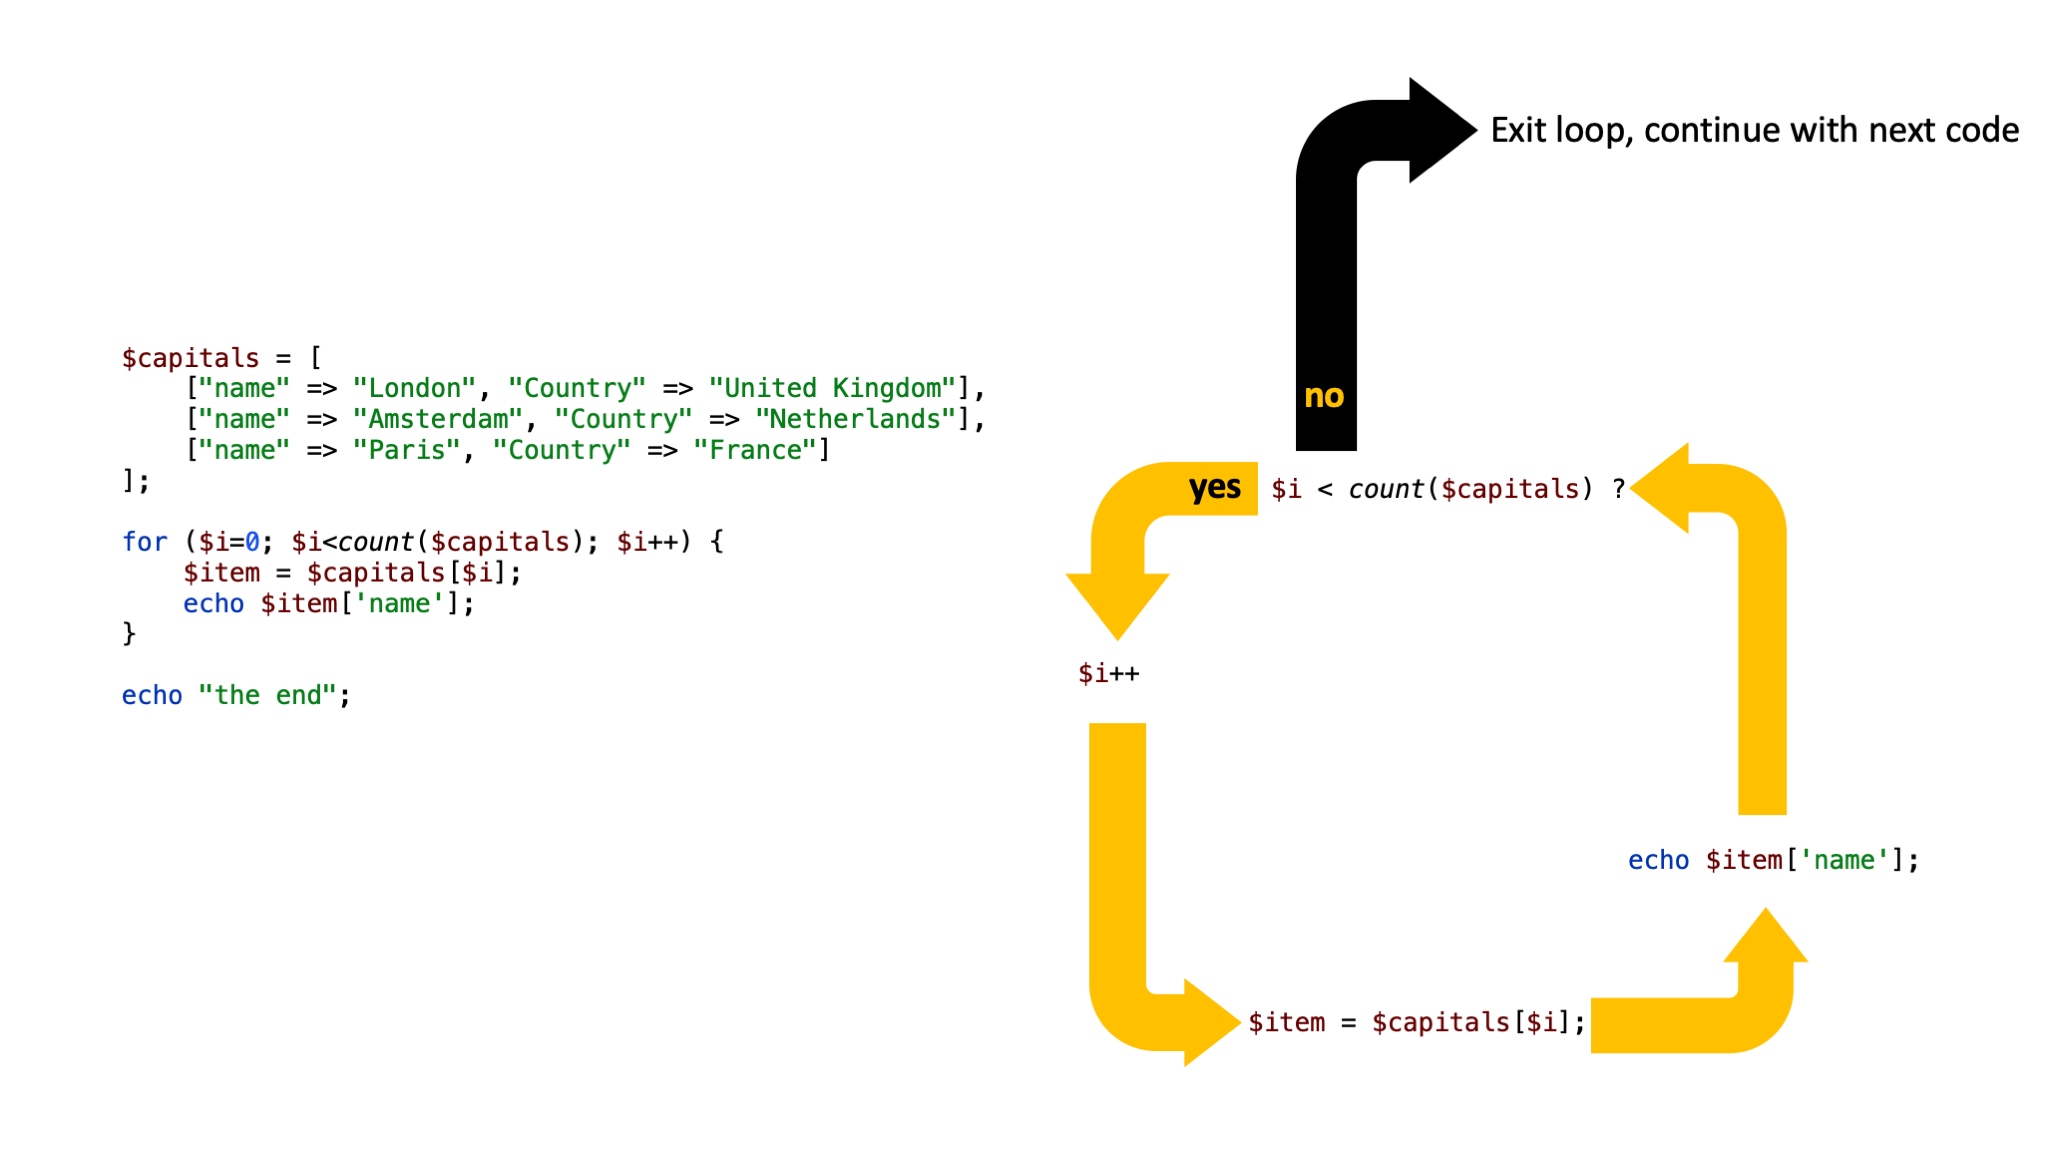 $capitals = [
    ["name" => "London", "Country" => "United Kingdom"],
    ["name" => "Amsterdam", "Country" => "Netherlands"],
    ["name" => "Paris", "Country" => "France"]
];
for ($i=0; $i<count($capitals); $i++) {
    $item = $capitals[$i];
    echo $item['name'];
}
echo "the end";
Exit loop, continue with next code
no
yes
$i < count($capitals) ?
$i++
$item = $capitals[$i];
echo $item['name'];